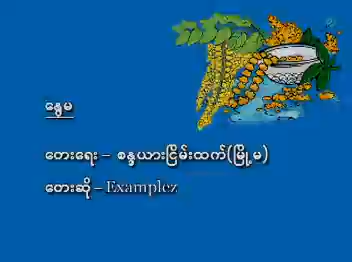 နွေမ
တေးရေး – စန္ဒယားငြိမ်းထက်(မြို့မ)
တေးဆို – Examplez